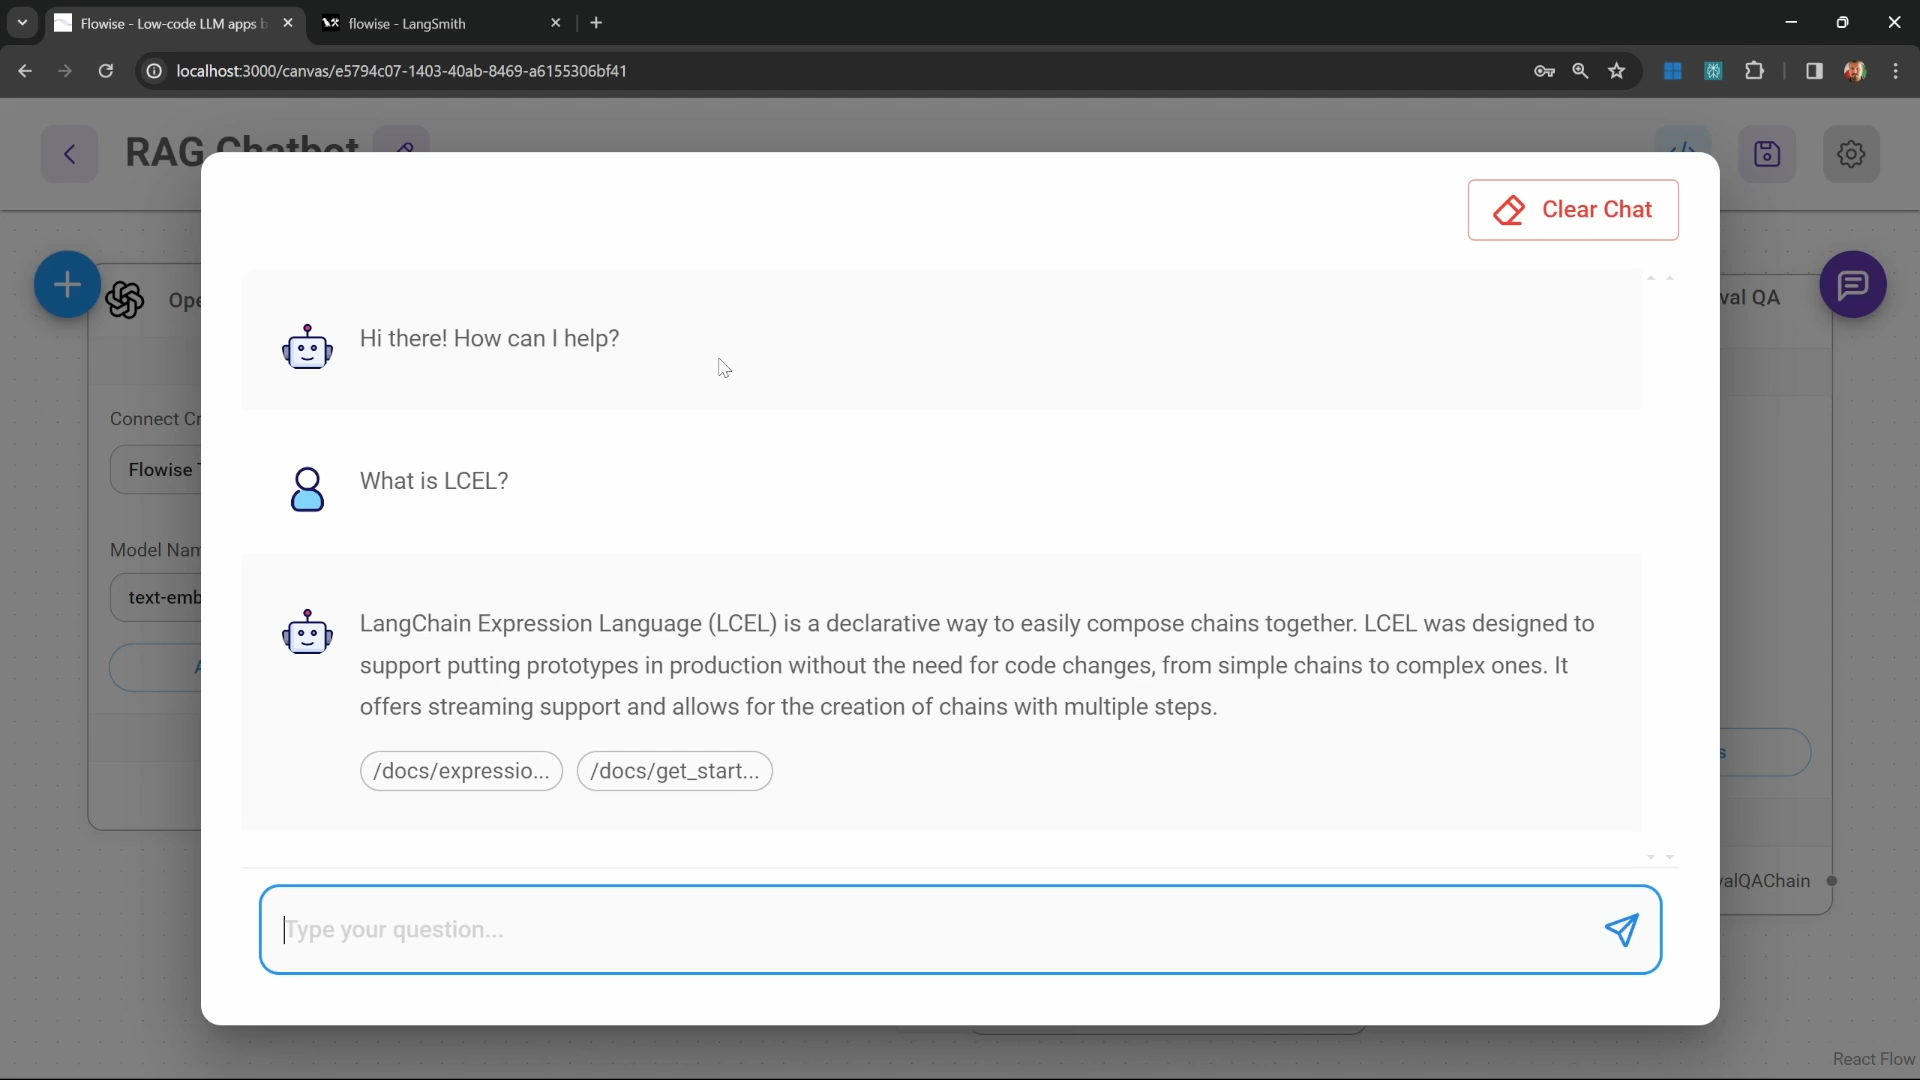 Flowise - Low-code LLM apps b
flowise - LangSmith
localhost:3000/canvas/e5794c07-1403-40ab-8469-a6155306bf41
RAG Chatbot
Clear Chat
Ope
val QA
Hi there! How can I help?
Connect Cr
Flowise T
What is LCEL?
Model Nam
text-emb
A
LangChain Expression Language (LCEL) is a declarative way to easily compose chains together. LCEL was designed to
support putting prototypes in production without the need for code changes, from simple chains to complex ones. It
offers streaming support and allows for the creation of chains with multiple steps.
s
/docs/expressio... /docs/get_start...
valQAChain
Type your question...
React Flow